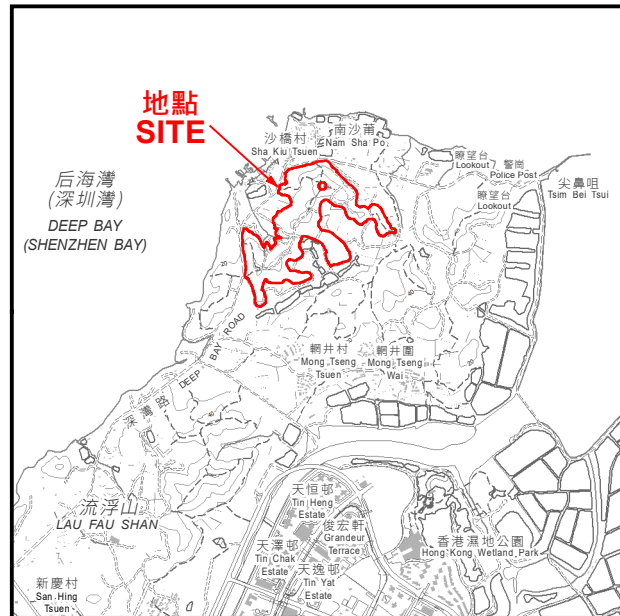 地點
SITE
沙橋村
Sha Kiu Tsuen
南沙莆
Nam Sha Po
瞭望台
Lookout
警崗
Police Post
尖鼻咀
Tsim Bei Tsui
瞭望台
Lookout
后海灣
(深圳灣)
DEEP BAY
(SHENZHEN BAY)
輞井村
Mong Tseng
Tsuen
輞井圍
Mong Tseng
Wai
深灣路 DEEP BAY ROAD
流浮山
LAU FAU SHAN
天恒邨
Tin Heng
Estate
俊宏軒
Grandeur
Terrace
香港濕地公園
Hong Kong Wetland Park
天澤邨
Tin Chak
Estate
天逸邨
Tin Yat
Estate
新慶村
San Hing
Tsuen